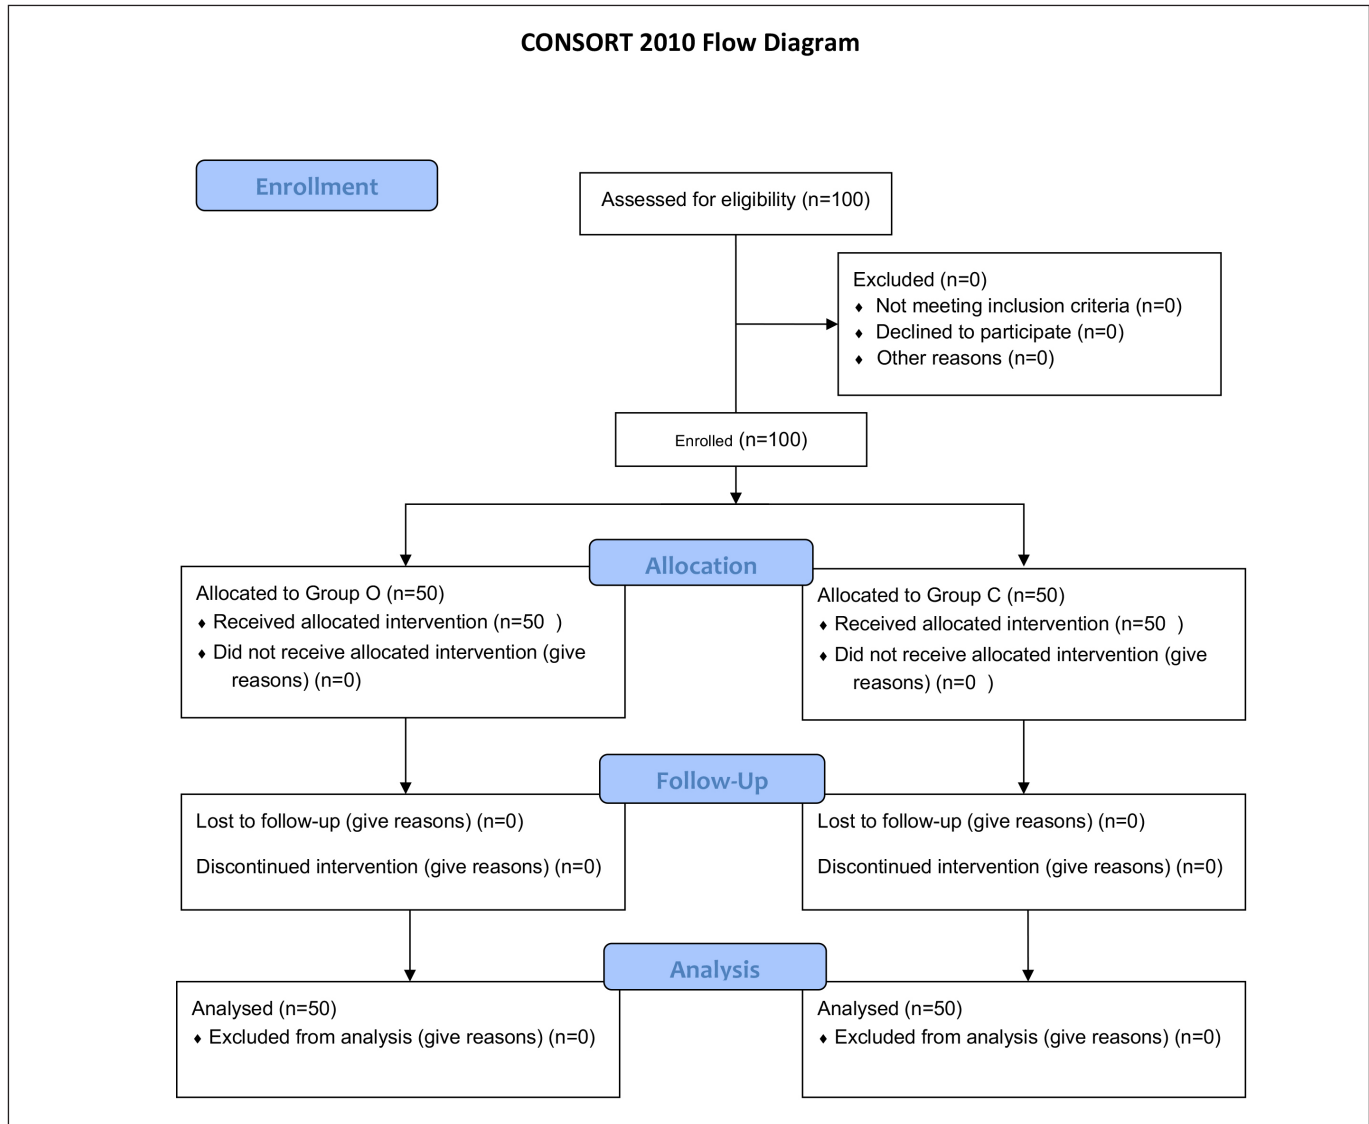 CONSORT 2010 Flow Diagram
Enrollment
Assessed for eligibility (n=100)
Excluded (n=0)
♦ Not meeting inclusion criteria (n=0)
♦ Declined to participate (n=0)
♦ Other reasons (n=0)
Enrolled (n=100)
Allocation
Allocated to Group O (n=50)
♦ Received allocated intervention (n=50 )
♦ Did not receive allocated intervention (give
reasons) (n=0)
Allocated to Group C (n=50)
♦ Received allocated intervention (n=50 )
♦ Did not receive allocated intervention (give
reasons) (n=0 )
Follow-Up
Lost to follow-up (give reasons) (n=0)
Discontinued intervention (give reasons) (n=0)
Lost to follow-up (give reasons) (n=0)
Discontinued intervention (give reasons) (n=0)
Analysis
Analysed (n=50)
♦ Excluded from analysis (give reasons) (n=0)
Analysed (n=50)
♦ Excluded from analysis (give reasons) (n=0)